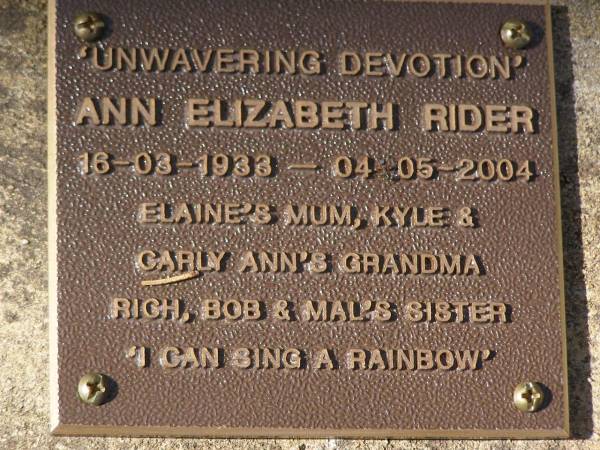 'UNWAVERING DEVOTION'
ANN ELIZABETH RIDER
16-03-1933 — 04-05-2004
ELAINE'S MUM, KYLE &
CARLY ANN'S GRANDMA
RICH, BOB & MAL'S SISTER
'I CAN SING A RAINBOW'